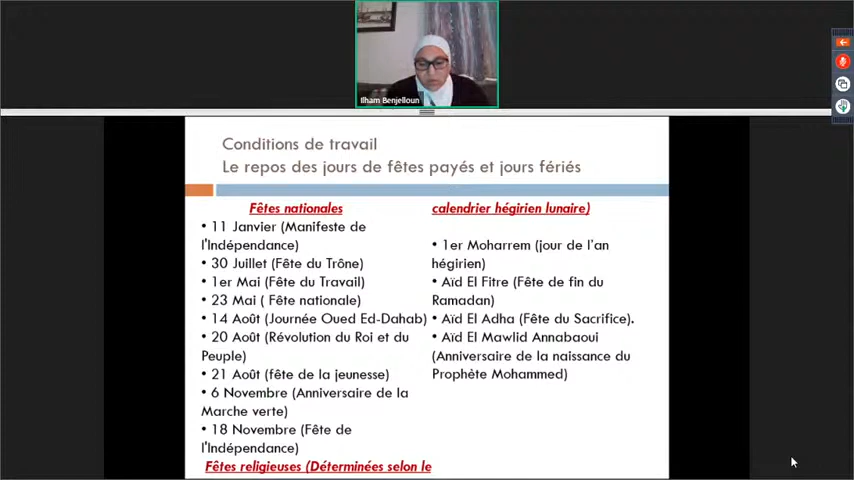 Ilham Benjelloun
Conditions de travail
Le repos des jours de fêtes payés et jours fériés
Fêtes nationales
• 11 Janvier (Manifeste de
l'Indépendance)
• 30 Juillet (Fête du Trône)
• 1er Mai (Fête du Travail)
• 23 Mai ( Fête nationale)
• 14 Août (Journée Oued Ed-Dahab)
• 20 Août (Révolution du Roi et du
Peuple)
• 21 Août (fête de la jeunesse)
• 6 Novembre (Anniversaire de la
Marche verte)
• 18 Novembre (Fête de
l'Indépendance)
Fêtes religieuses (Déterminées selon le
calendrier hégirien lunaire)
• 1er Moharrem (jour de l'an
hégirien)
• Aïd El Fitre (Fête de fin du
Ramadan)
• Aïd El Adha (Fête du Sacrifice).
• Aïd El Mawlid Annabaoui
(Anniversaire de la naissance du
Prophète Mohammed)